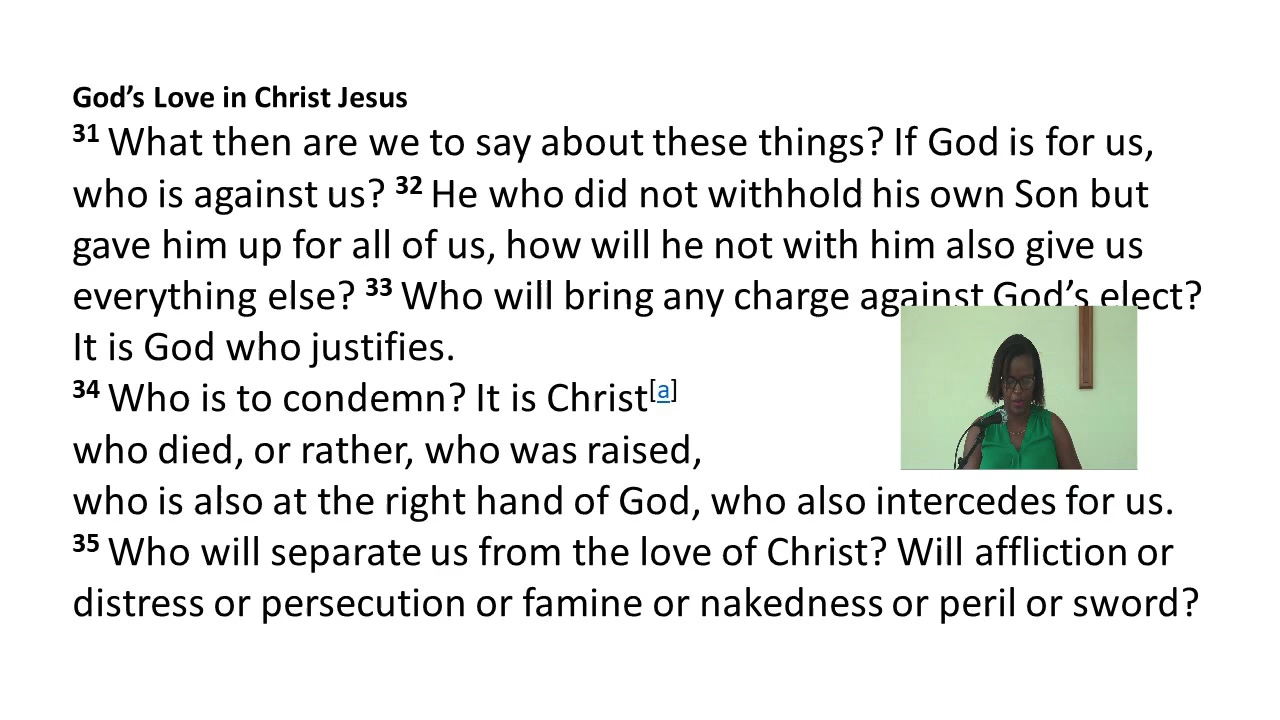 God’s Love in Christ Jesus
31 What then are we to say about these things? If God is for us,
who is against us? 32 He who did not withhold his own Son but
gave him up for all of us, how will he not with him also give us
everything else? 33 Who will bring any charge against God’s elect?
It is God who justifies.
34 Who is to condemn? It is Christ[a]
who died, or rather, who was raised,
who is also at the right hand of God, who also intercedes for us.
35 Who will separate us from the love of Christ? Will affliction or
distress or persecution or famine or nakedness or peril or sword?